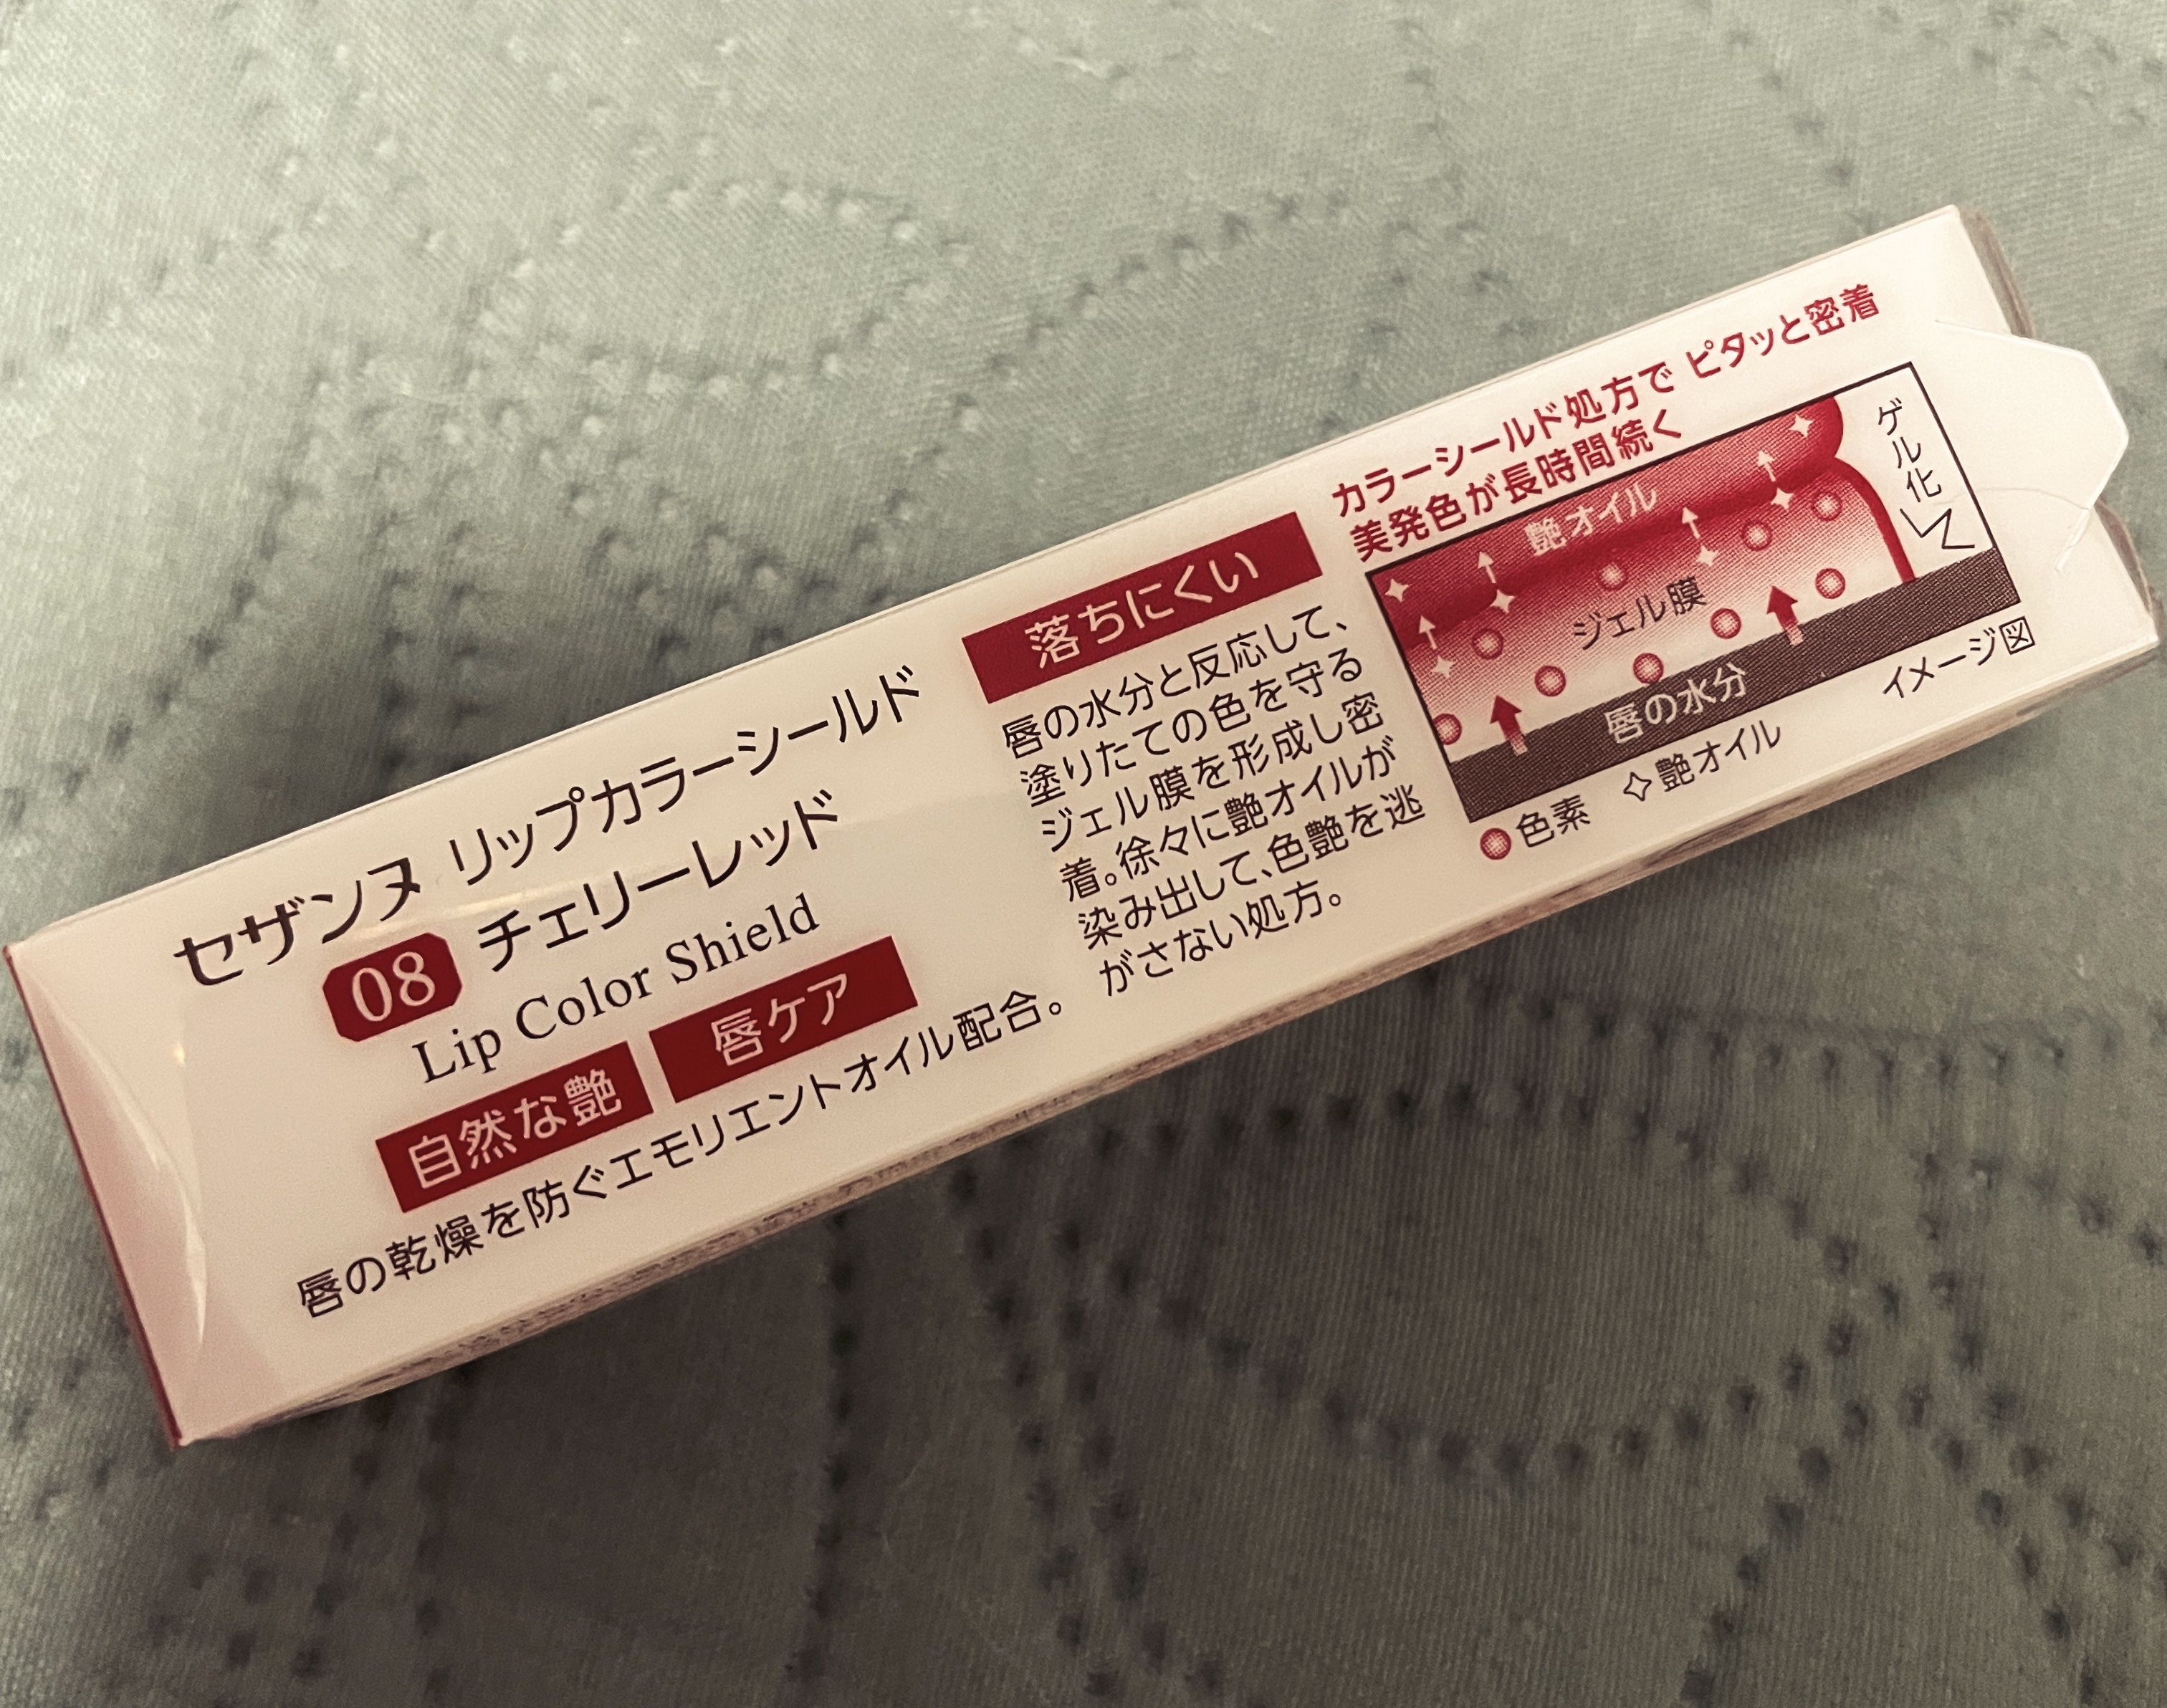 セザンヌ リップカラーシールド
08 チェリーレッド
Lip Color Shield
自然な艶 唇ケア
唇の乾燥を防ぐエモリエントオイル配合。
落ちにくい
唇の水分と反応して、
塗りたての色を守る
ジェル膜を形成し密
着。徐々に艶オイルが
染み出して、色艶を逃
がさない処方。
カラーシールド処方で ピタッと密着
美発色が長時間続く
艶オイル
ゲル化
ジェル膜
唇の水分
色素 艶オイル
イメージ図